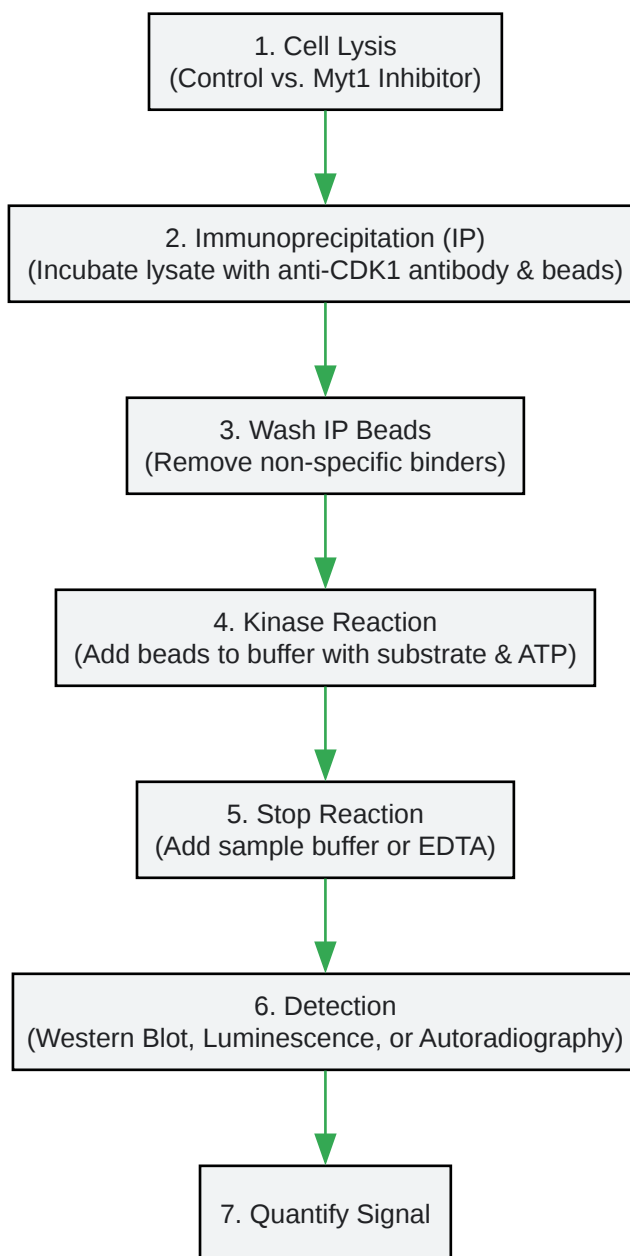 1. Cell Lysis
(Control vs. Myt1 Inhibitor)
2. Immunoprecipitation (IP)
(Incubate lysate with anti-CDK1 antibody & beads)
3. Wash IP Beads
(Remove non-specific binders)
4. Kinase Reaction
(Add beads to buffer with substrate & ATP)
5. Stop Reaction
(Add sample buffer or EDTA)
6. Detection
(Western Blot, Luminescence, or Autoradiography)
7. Quantify Signal